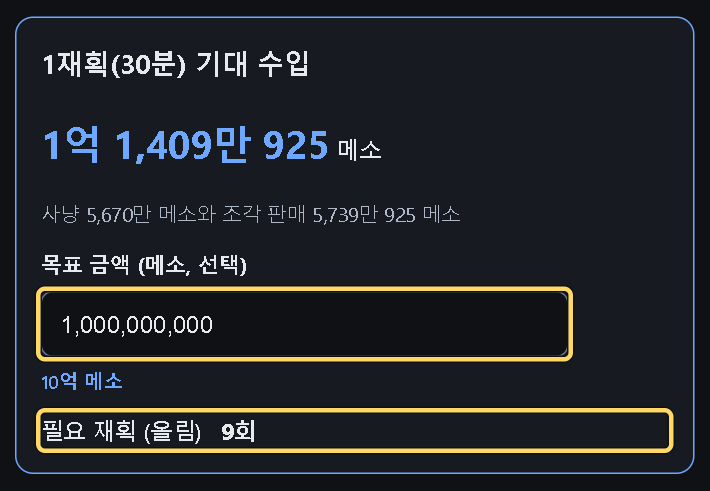 1재획(30분) 기대 수입
1억 1,409만 925 메소
사냥 5,670만 메소와 조각 판매 5,739만 925 메소
목표 금액 (메소, 선택)
1,000,000,000
10억 메소
필요 재획 (올림) 9회